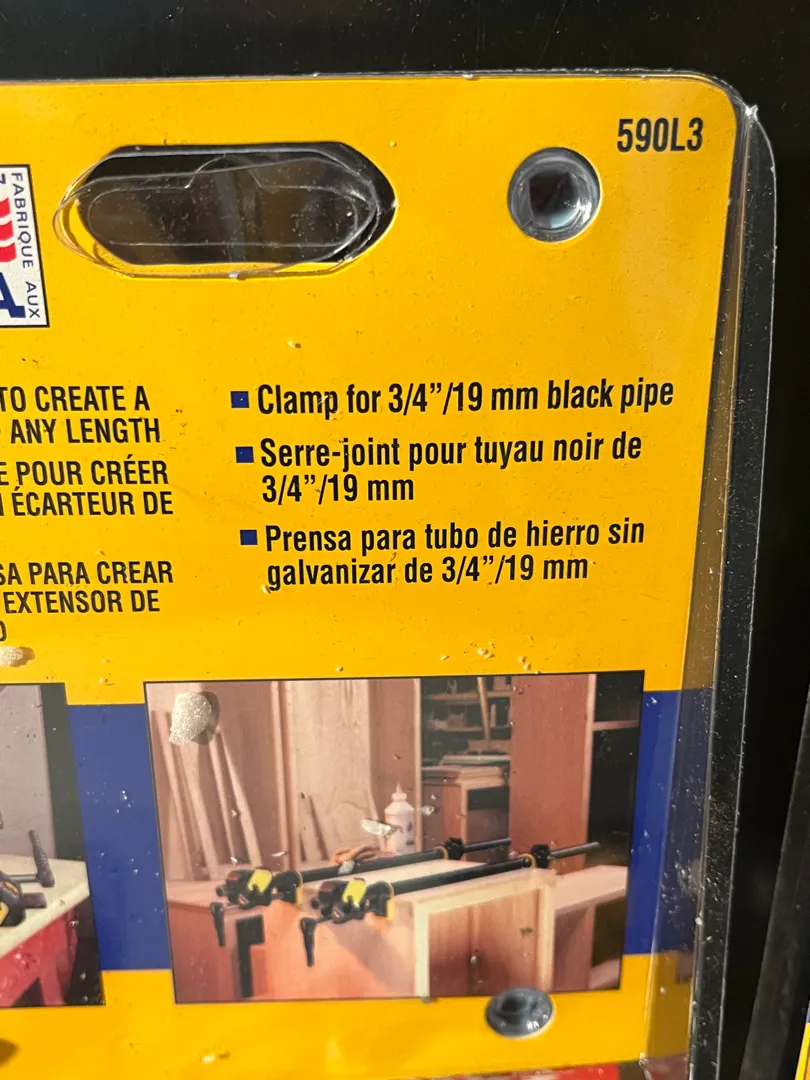 590L3
FABRIQUE AUX
TO CREATE A
ANY LENGTH
POUR CRÉER
ÉCARTEUR DE
PARA CREAR
EXTENSOR DE
Clamp for 3/4”/19 mm black pipe
Serre-joint pour tuyau noir de
3/4”/19 mm
Prensa para tubo de hierro sin
galvanizar de 3/4”/19 mm